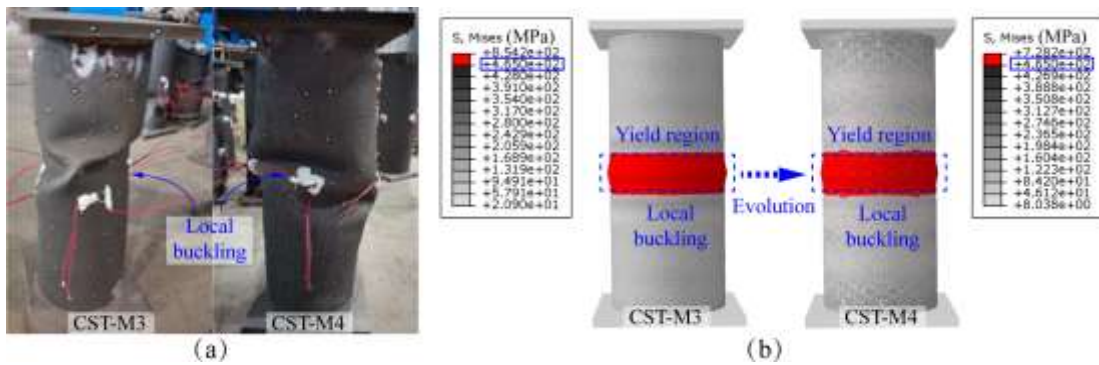 Local
buckling
CST-M3
CST-M4
(a)
S, Mises (MPa)
+8.542e+02
+4.650e+02
+4.280e+02
+3.910e+02
+3.540e+02
+3.170e+02
+2.800e+02
+2.429e+02
+2.059e+02
+1.689e+02
+1.319e+02
+9.491e+01
+5.791e+01
+2.090e+01
Yield region
Local
buckling
CST-M3
Evolution
Yield region
Local
buckling
CST-M4
S, Mises (MPa)
+7.282e+02
+4.650e+02
+4.269e+02
+3.888e+02
+3.508e+02
+3.127e+02
+2.746e+02
+2.365e+02
+1.984e+02
+1.604e+02
+1.223e+02
+8.420e+01
+4.612e+01
+8.038e+00
(b)